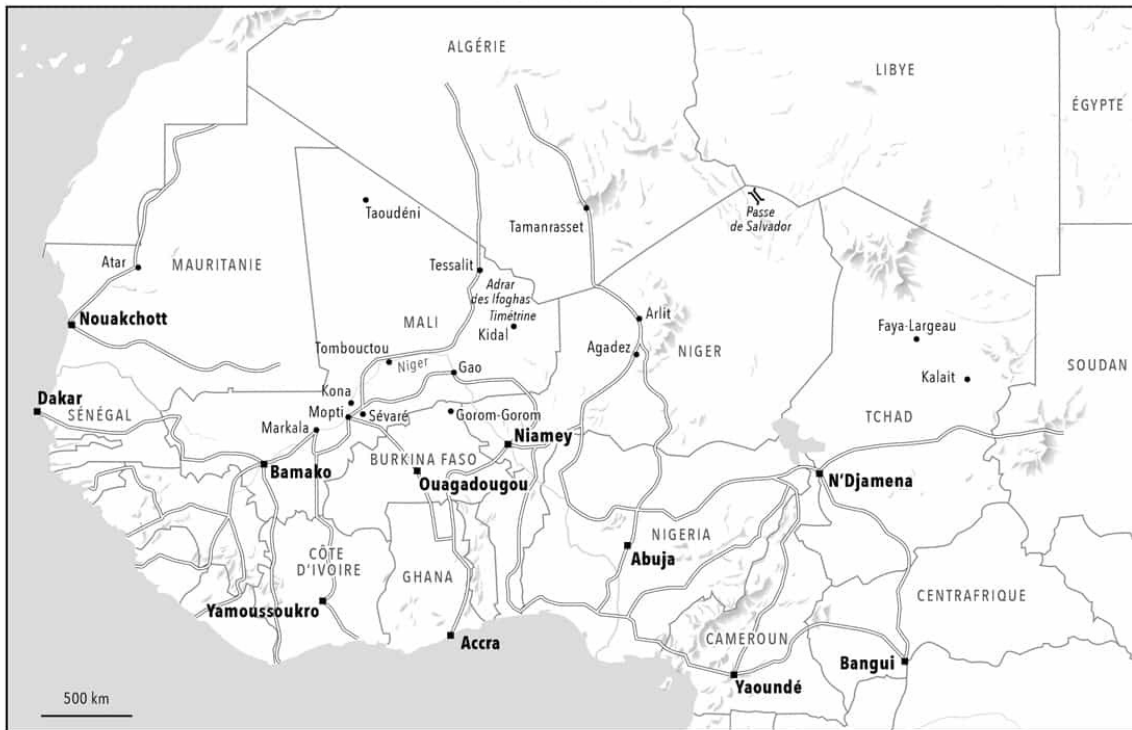 ALGÉRIE
LIBYE
ÉGYPTE
Taoudéni
Tamanrasset
Passe
de Salvador
Atar
MAURITANIE
Tessalit
Adrar
des Ifoghas
Timétrine
Kidal
Nouakchott
MALI
Arlit
Faya-Largeau
Tombouctou
Niger
Agadez
NIGER
SOUDAN
Gao
Kalait
Kona
Dakar
SÉNÉGAL
Mopti
Sévaré
Gorom-Gorom
TCHAD
Markala
Niamey
BURKINA FASO
Bamako
Ouagadougou
N'Djamena
NIGERIA
Abuja
CÔTE
D'IVOIRE
GHANA
CENTRAFRIQUE
Yamoussoukro
Accra
CAMEROUN
Bangui
Yaoundé
500 km